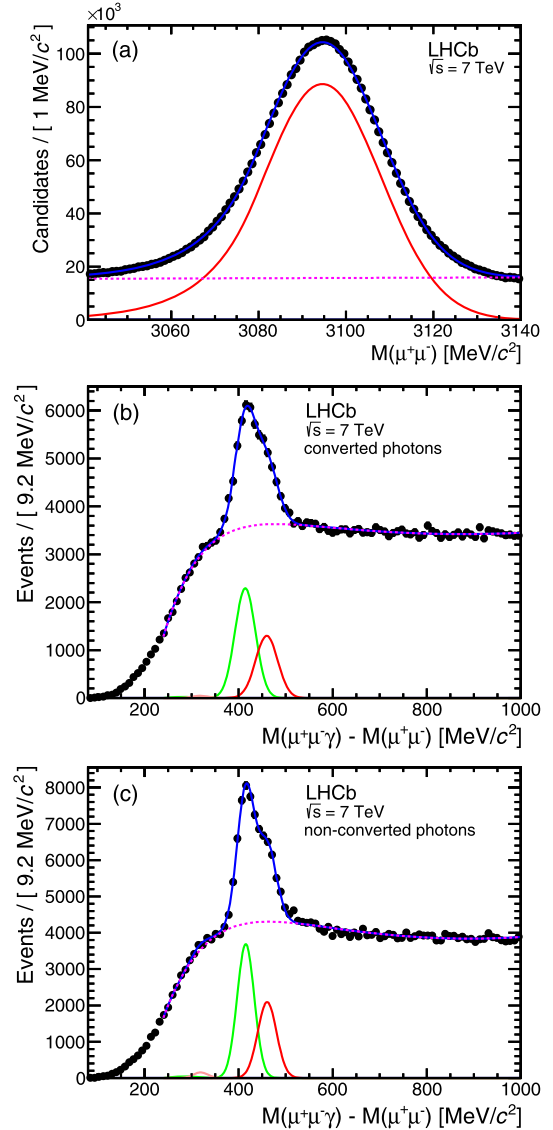 ×10³
(a)
LHCb
√s = 7 TeV
Candidates / [ 1 MeV/c² ]
100
80
60
40
20
0
3060 3080 3100 3120 3140
M(μ⁺μ⁻) [MeV/c²]
(b)
LHCb
√s = 7 TeV
converted photons
Events / [ 9.2 MeV/c² ]
6000
5000
4000
3000
2000
1000
0
200 400 600 800 1000
M(μ⁺μ⁻γ) - M(μ⁺μ⁻) [MeV/c²]
(c)
LHCb
√s = 7 TeV
non-converted photons
Events / [ 9.2 MeV/c² ]
8000
7000
6000
5000
4000
3000
2000
1000
0
200 400 600 800 1000
M(μ⁺μ⁻γ) - M(μ⁺μ⁻) [MeV/c²]